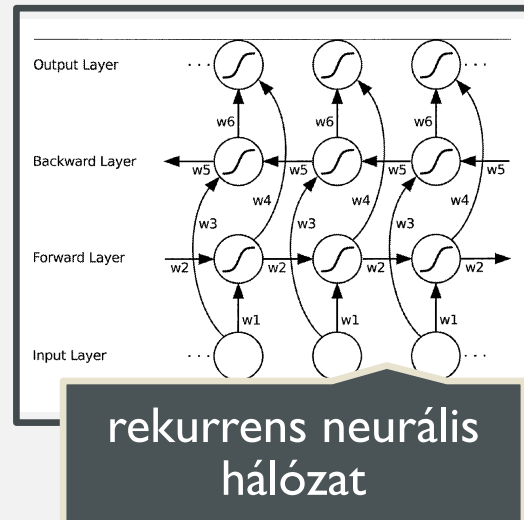 Output Layer ... ...
w6 w6 w6
Backward Layer
w5 w5 w5 w5
w3 w4 w3 w4 w3 w4
Forward Layer
w2 w2 w2 w2
w1 w1 w1
Input Layer ... ...
rekurrens neurális
hálózat